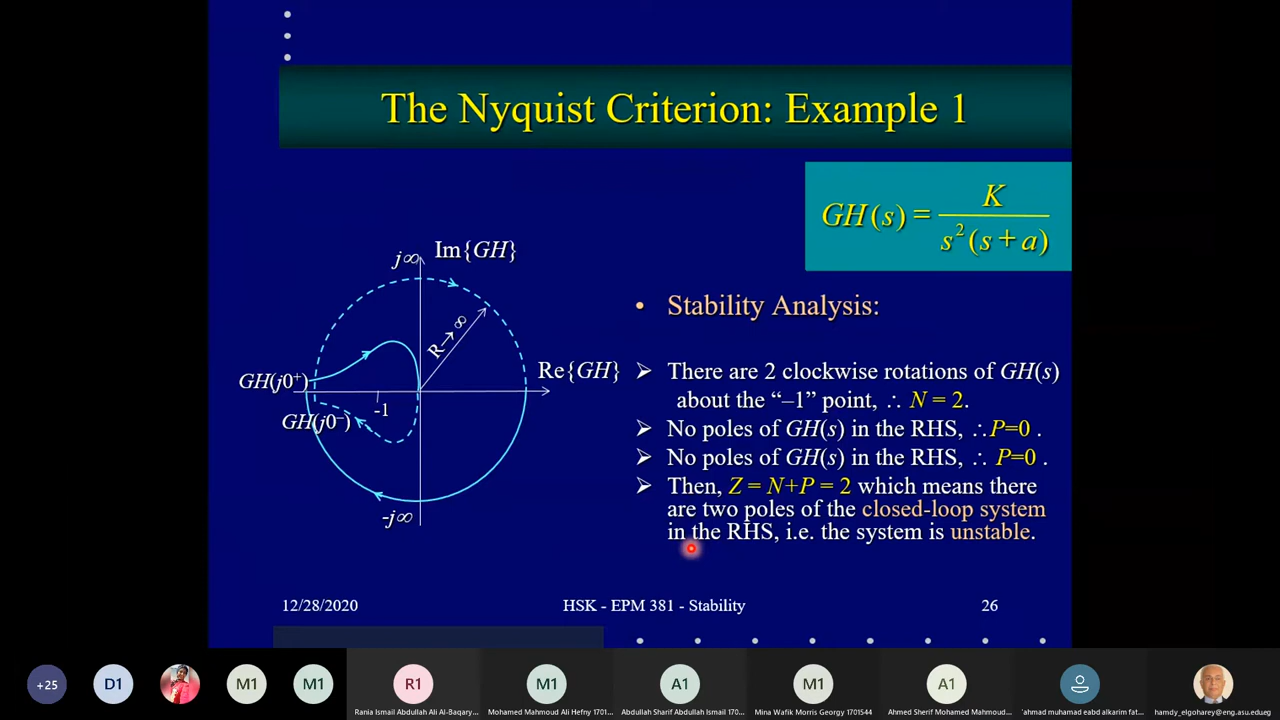 The Nyquist Criterion: Example 1
GH(s) = K / s²(s+a)
j∞
Im{GH}
R→∞
Re{GH}
GH(j0⁺)
-1
GH(j0⁻)
-j∞
• Stability Analysis:
➢ There are 2 clockwise rotations of GH(s)
about the “–1” point, ∴ N = 2.
➢ No poles of GH(s) in the RHS, ∴P=0 .
➢ No poles of GH(s) in the RHS, ∴ P=0 .
➢ Then, Z = N+P = 2 which means there
are two poles of the closed-loop system
in the RHS, i.e. the system is unstable.
12/28/2020
HSK - EPM 381 - Stability
26
+25
D1
M1
M1
R1
M1
A1
M1
A1
Rania Ismail Abdullah Ali Al-Baqary...
Mohamed Mahmoud Ali Hefny 1701...
Abdullah Sharif Abdullah Ismail 170...
Mina Wafik Morris Georgy 1701544
Ahmed Sherif Mohamed Mahmoud...
'ahmad muhamad eabd alkarim fat...
hamdy_elgoharey@eng.asu.edu.eg